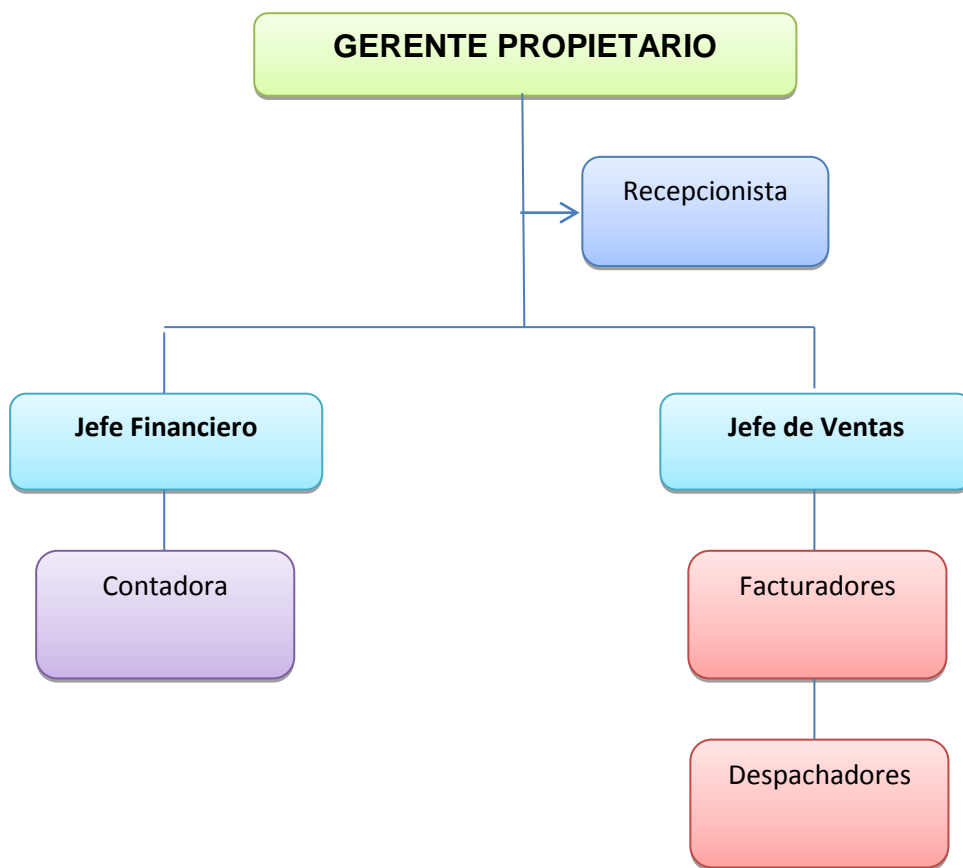 GERENTE PROPIETARIO
Recepcionista
Jefe Financiero
Jefe de Ventas
Contadora
Facturadores
Despachadores